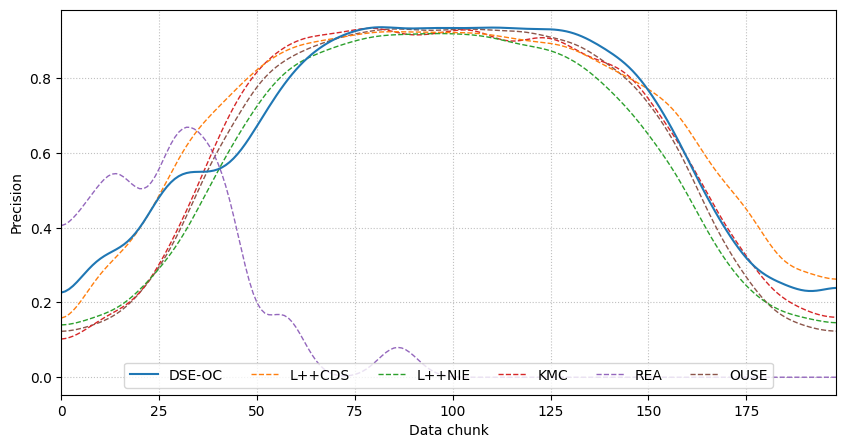 Precision
0.8
0.6
0.4
0.2
0.0
DSE-OC L++CDS L++NIE KMC REA OUSE
0 25 50 75 100 125 150 175
Data chunk